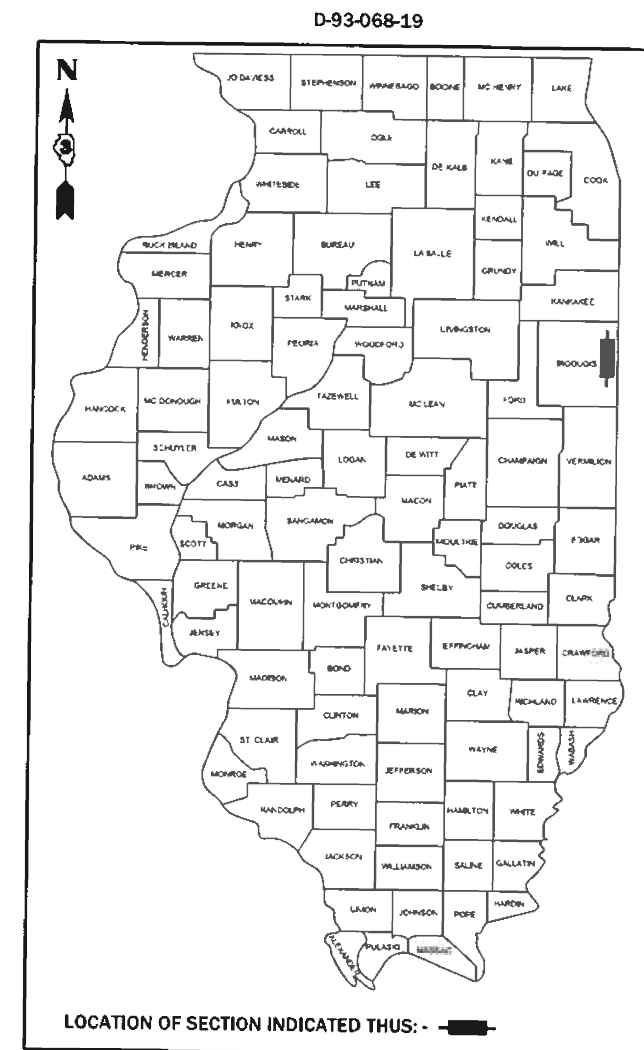 D-93-068-19
N
3
JO DAVIESS
STEPHENSON
WINNEBAGO
BOONE
MC HENRY
LAKE
CARROLL
OGLE
DE KALB
KANE
DU PAGE
COOK
WHITESIDE
LEE
KENDALL
WILL
ROCK ISLAND
HENRY
BUREAU
LA SALLE
GRUNDY
MERCER
PUTNAM
KANKAKEE
STARK
MARSHALL
HENDERSON
WARREN
KNOX
PEORIA
WOODFORD
LIVINGSTON
IROQUOIS
HANCOCK
MC DONOUGH
FULTON
TAZEWELL
MC LEAN
FORD
MASON
SCHUYLER
LOGAN
DE WITT
CHAMPAIGN
VERMILION
ADAMS
BROWN
CASS
MENARD
MACON
PIATT
PIKE
SCOTT
MORGAN
SANGAMON
CHRISTIAN
MOULTRIE
DOUGLAS
EDGAR
COLES
GREENE
SHELBY
CALHOUN
MACOUPIN
MONTGOMERY
CUMBERLAND
CLARK
JERSEY
FAYETTE
EFFINGHAM
JASPER
CRAWFORD
MADISON
BOND
CLAY
RICHLAND
LAWRENCE
CLINTON
MARION
ST. CLAIR
WAYNE
EDWARDS
WABASH
MONROE
WASHINGTON
JEFFERSON
RANDOLPH
PERRY
HAMILTON
WHITE
FRANKLIN
JACKSON
WILLIAMSON
SALINE
GALLATIN
UNION
JOHNSON
POPE
HARDIN
ALEXANDER
PULASKI
LOCATION OF SECTION INDICATED THUS: -